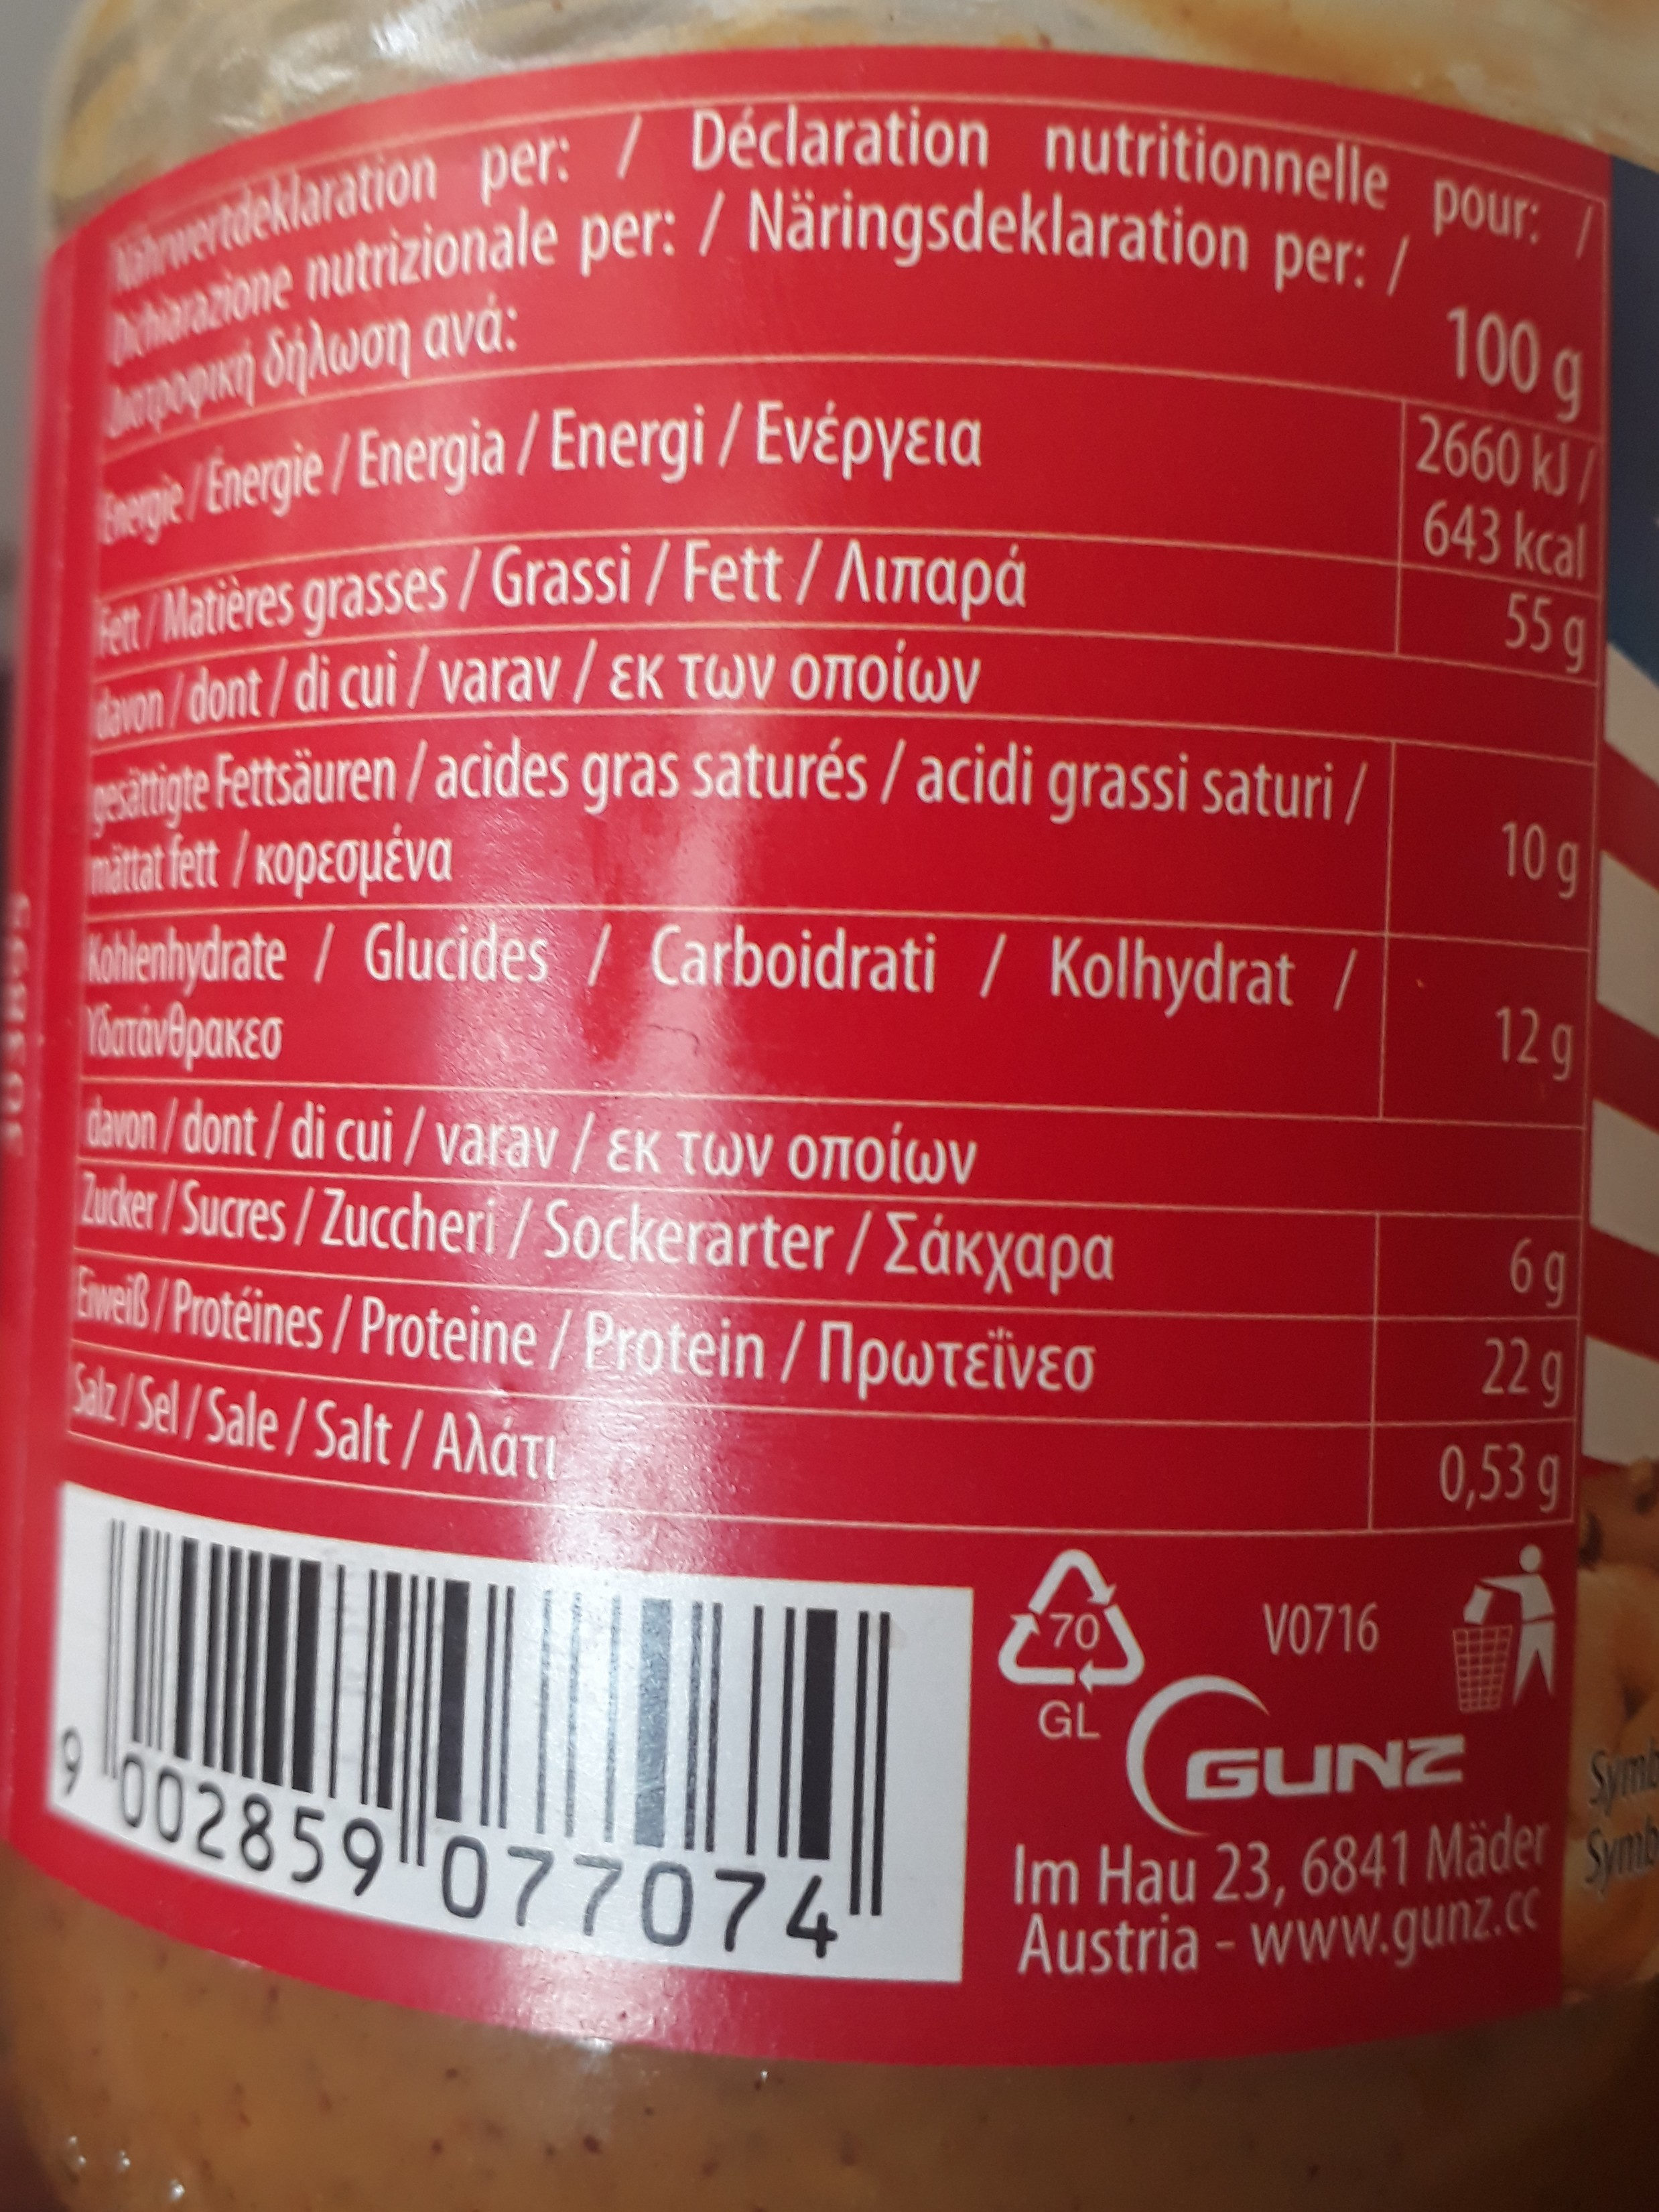 Nährwertdeklaration per: / Déclaration nutritionnelle pour: /
Dichiarazione nutrizionale per: / Näringsdeklaration per: /
Διατροφική δήλωση ανά:
100 g
Energie / Énergie / Energia / Energi / Ενέργεια
2660 kJ /
643 kcal
Fett / Matières grasses / Grassi / Fett / Λιπαρά
55 g
davon / dont / di cui / varav / εκ των οποίων
gesättigte Fettsäuren / acides gras saturés / acidi grassi saturi /
mättat fett / κορεσμένα
10 g
Kohlenhydrate / Glucides / Carboidrati / Kolhydrat /
Υδατάνθρακεσ
12 g
davon / dont / di cui / varav / εκ των οποίων
Zucker / Sucres / Zuccheri / Sockerarter / Σάκχαρα
6 g
Eiweiß / Protéines / Proteine / Protein / Πρωτεϊνεσ
22 g
Salz / Sel / Sale / Salt / Αλάτι
0,53 g
9 002859 077074
70
GL
V0716
GUNZ
Im Hau 23, 6841 Mäder
Austria - www.gunz.cc